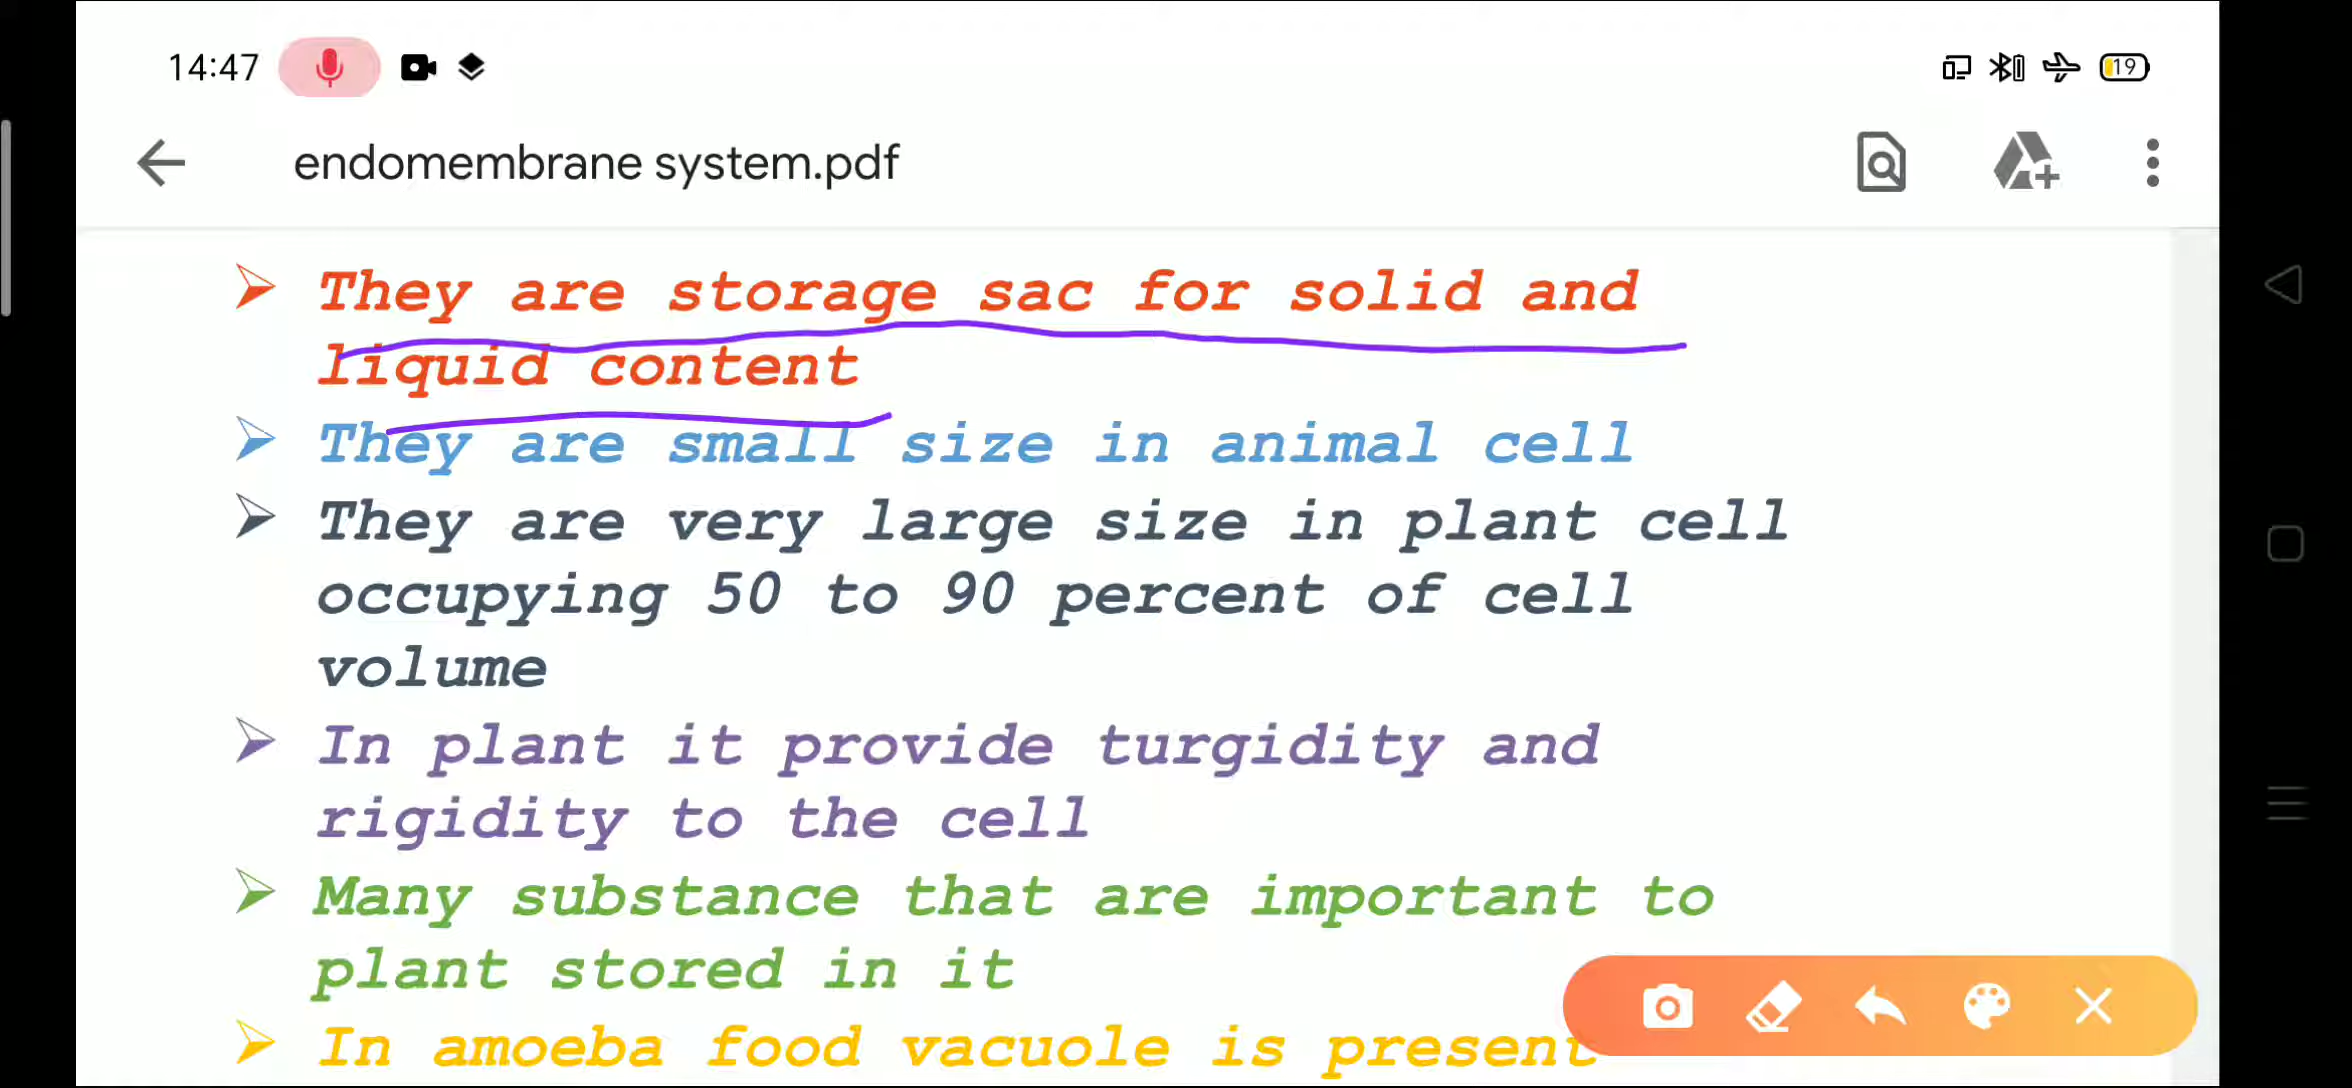 14:47
19
endomembrane system.pdf
They are storage sac for solid and
liquid content
They are small size in animal cell
They are very large size in plant cell
occupying 50 to 90 percent of cell
volume
In plant it provide turgidity and
rigidity to the cell
Many substance that are important to
plant stored in it
In amoeba food vacuole is present